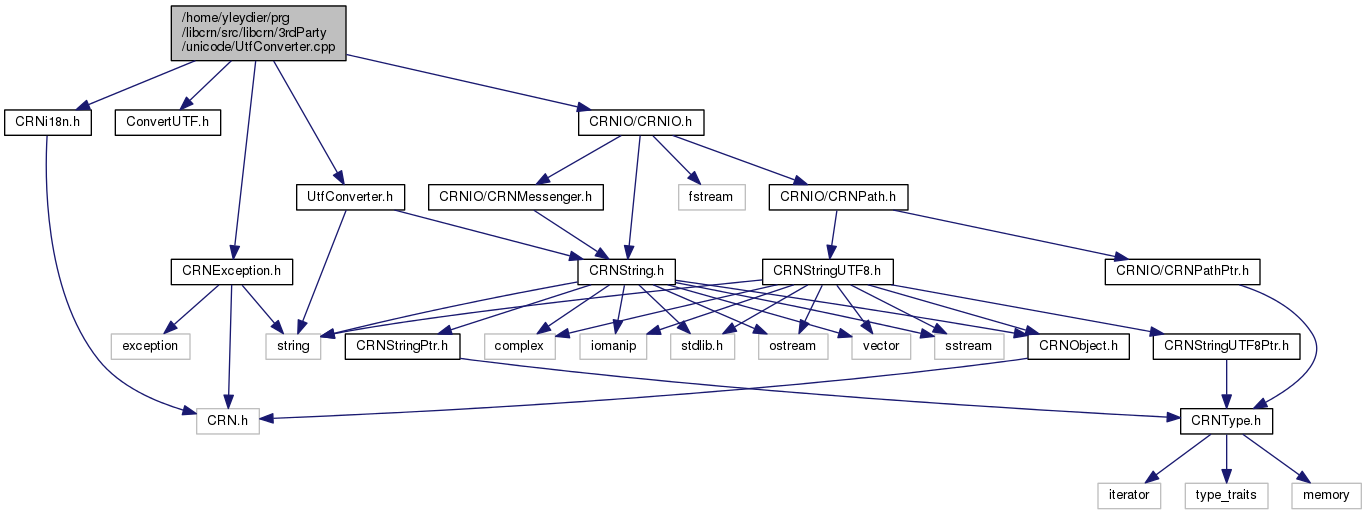 /home/yleydier/prg
/libcrn/src/libcrn/3rdParty
/unicode/UtfConverter.cpp
CRNi18n.h
ConvertUTF.h
CRNIO/CRNIO.h
UtfConverter.h
CRNIO/CRNMessenger.h
fstream
CRNIO/CRNPath.h
CRNException.h
CRNString.h
CRNStringUTF8.h
CRNIO/CRNPathPtr.h
exception
string
CRNStringPtr.h
complex
iomanip
stdlib.h
ostream
vector
sstream
CRNObject.h
CRNStringUTF8Ptr.h
CRN.h
CRNType.h
iterator
type_traits
memory